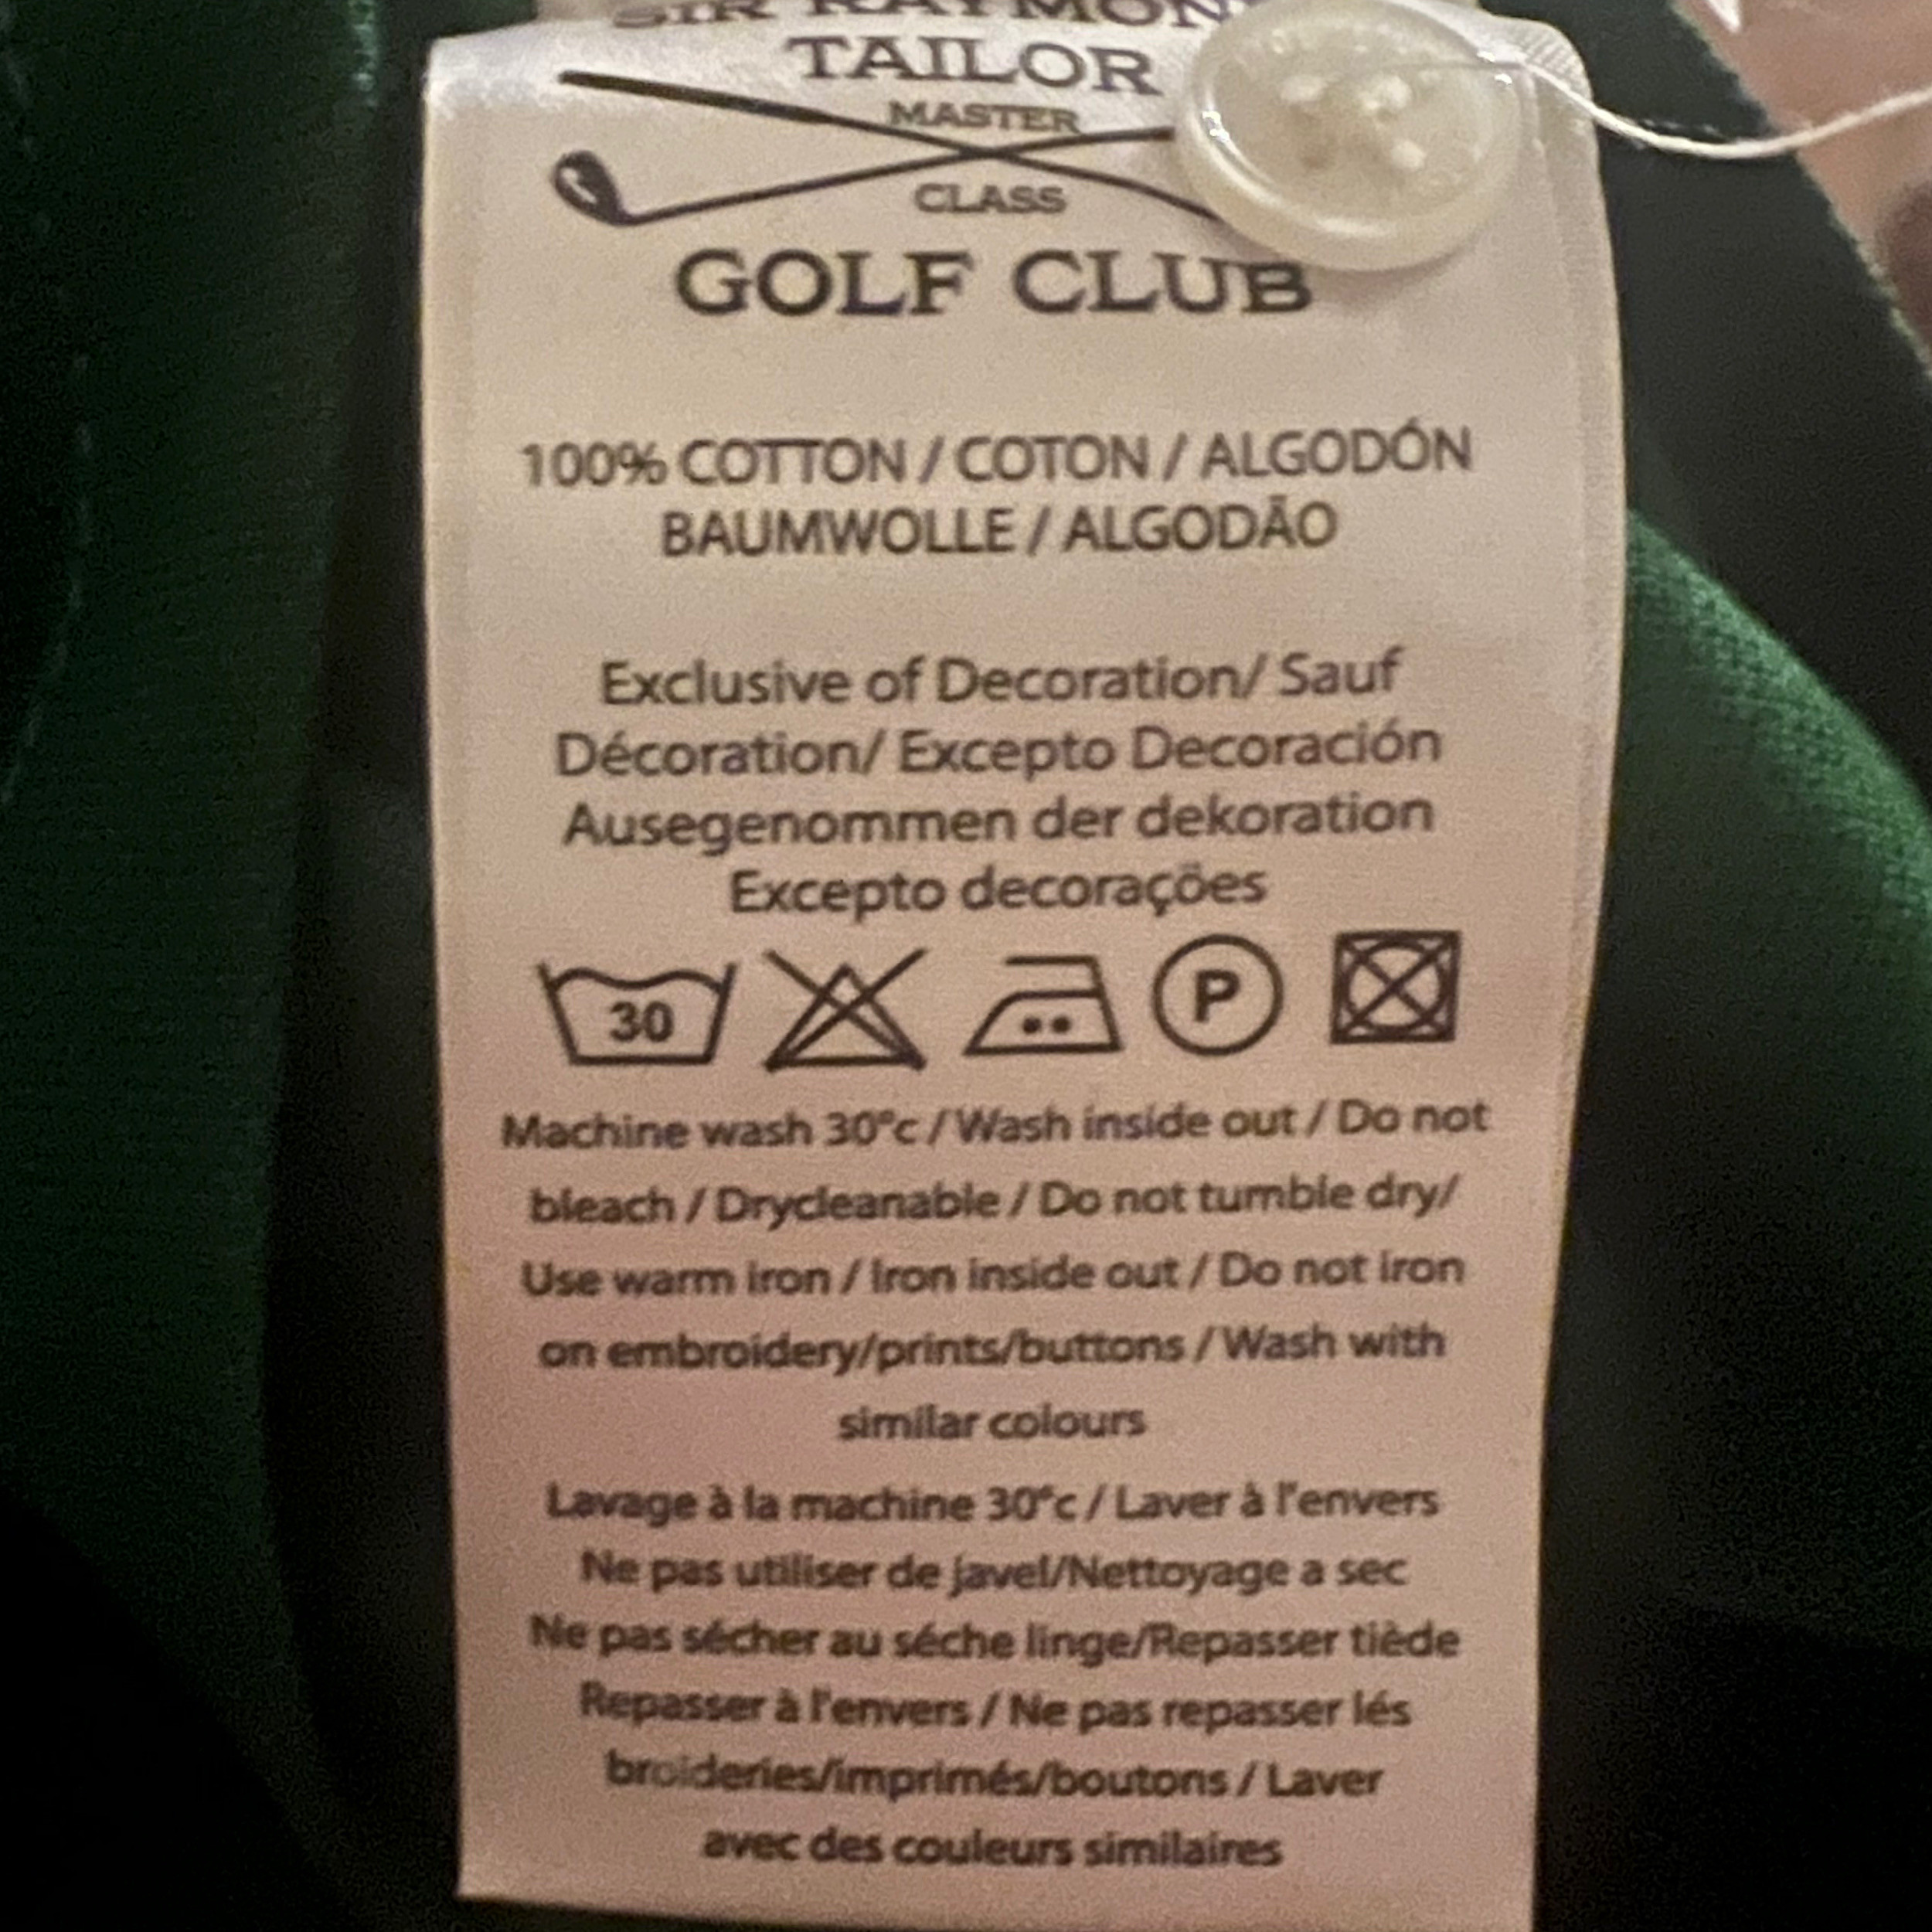 SIR RAYMOND
TAILOR
MASTER
CLASS
GOLF CLUB
100% COTTON / COTON / ALGODÓN
BAUMWOLLE / ALGODÃO
Exclusive of Decoration/ Sauf
Décoration/ Excepto Decoración
Ausegenommen der dekoration
Excepto decorações
30 P
Machine wash 30°c / Wash inside out / Do not
bleach / Drycleanable / Do not tumble dry/
Use warm iron / Iron inside out / Do not iron
on embroidery/prints/buttons / Wash with
similar colours
Lavage à la machine 30°c / Laver à l'envers
Ne pas utiliser de javel/Nettoyage a sec
Ne pas sécher au séche linge/Repasser tiède
Repasser à l'envers / Ne pas repasser lés
broideries/imprimés/boutons / Laver
avec des couleurs similaires